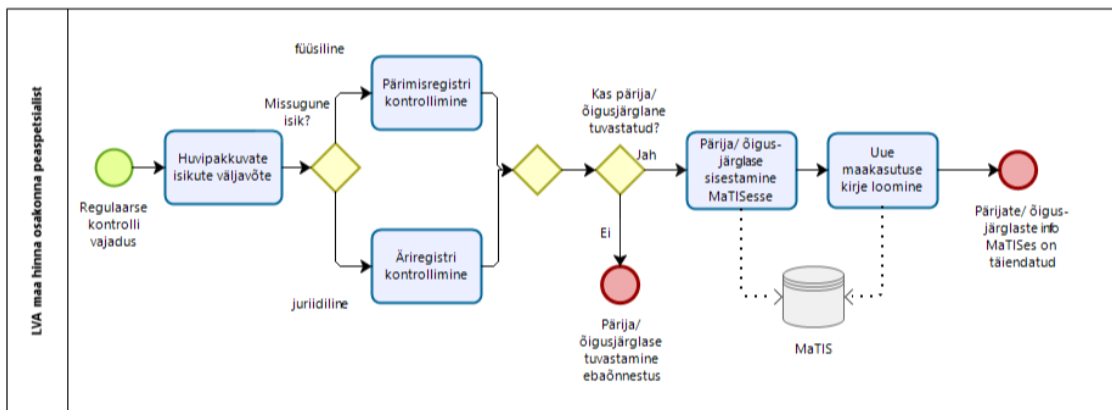 LVA maa hinna osakonna peaspetsialist
Regulaarse
kontrolli
vajadus
Huvipakkuvate
isikute väljavõte
Missugune
isik?
füüsiline
juriidiline
Pärimisregistri
kontrollimine
Äriregistri
kontrollimine
Kas pärija/
õigusjärglane
tuvastatud?
Jah
Ei
Pärija/
õigusjärglase
tuvastamine
ebaõnnestus
Pärija/ õigus-
järglase
sisestamine
MaTISesse
Uue
maakasutuse
kirje loomine
MaTIS
Pärijate/ õigus-
järglaste info
MaTISes on
täiendatud